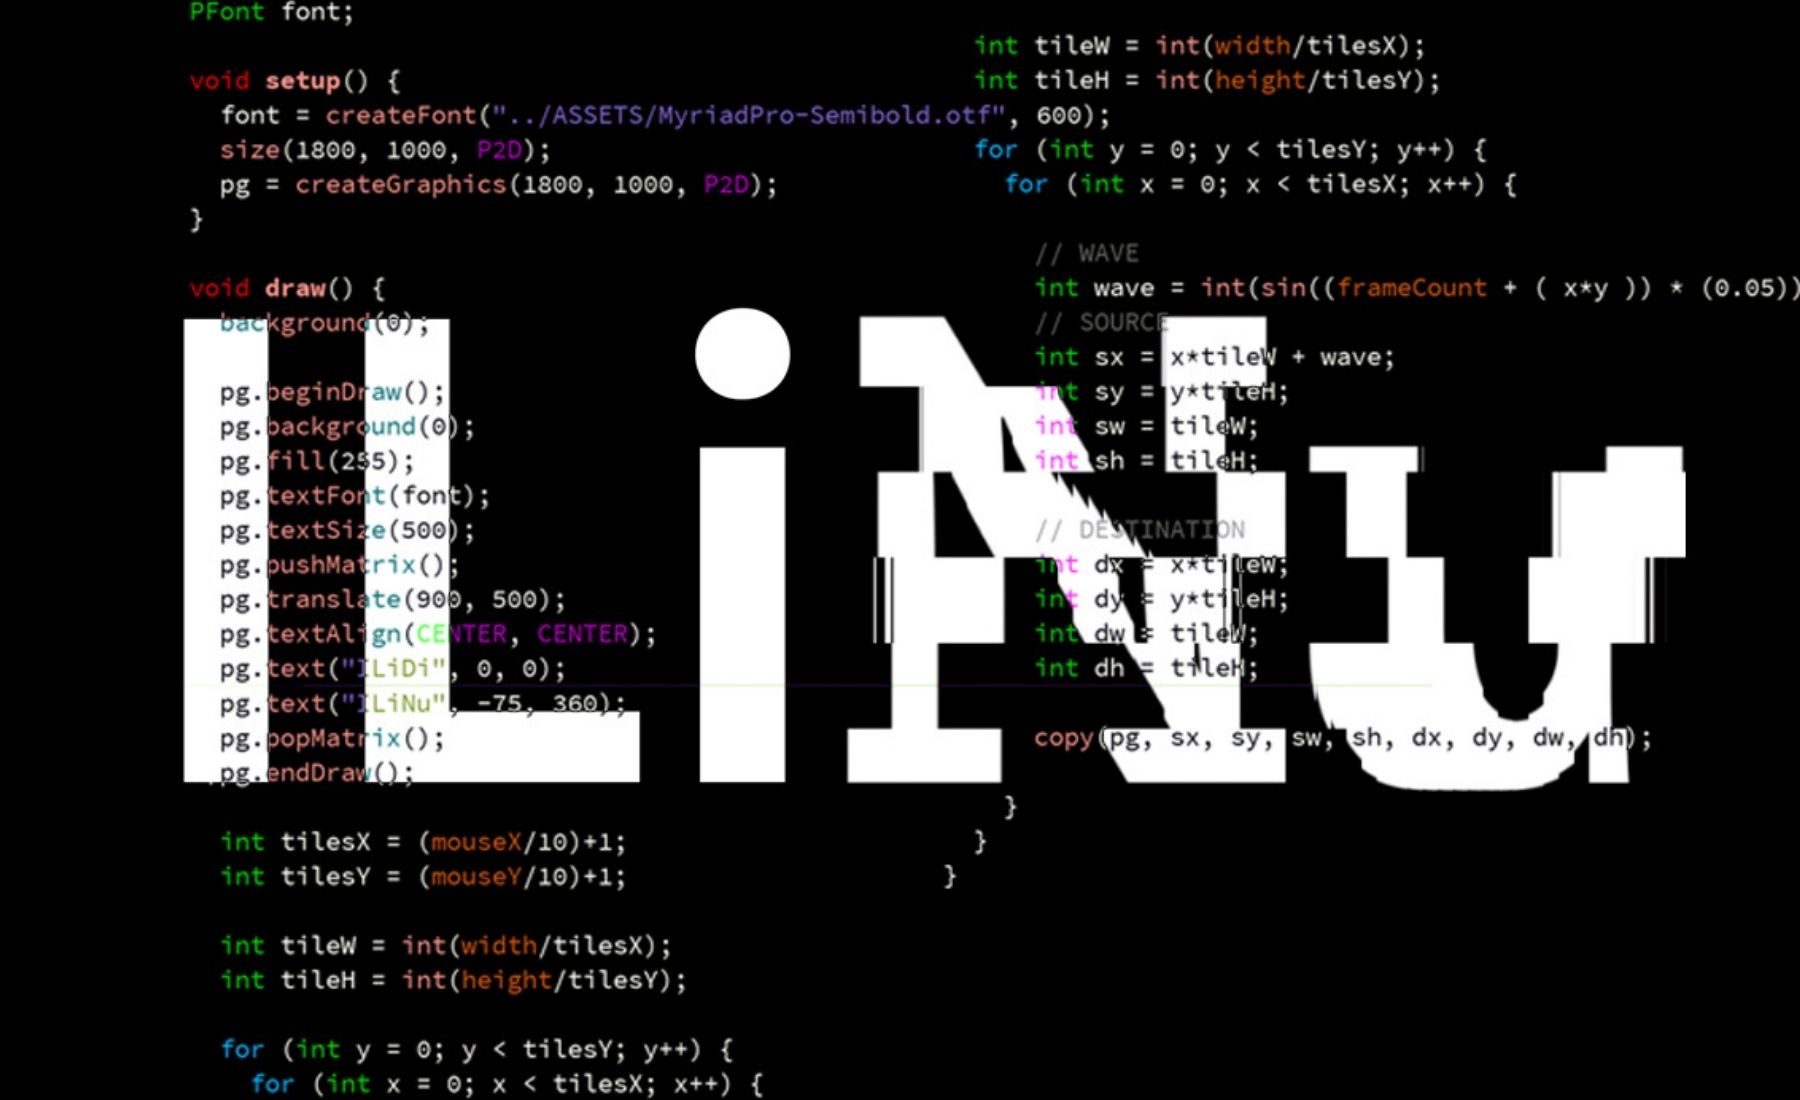 PFont font;
void setup() {
font = createFont("../ASSETS/MyriadPro-Semibold.otf", 600);
size(1800, 1000, P2D);
pg = createGraphics(1800, 1000, P2D);
}
void draw() {
background(0);
pg.beginDraw();
pg.background(0);
pg.fill(255);
pg.textFont(font);
pg.textSize(500);
pg.pushMatrix();
pg.translate(900, 500);
pg.textAlign(CENTER, CENTER);
pg.text("ILiDi", 0, 0);
pg.text("ILiNu", -75, 360);
pg.popMatrix();
pg.endDraw();
int tilesX = (mouseX/10)+1;
int tilesY = (mouseY/10)+1;
int tileW = int(width/tilesX);
int tileH = int(height/tilesY);
for (int y = 0; y < tilesY; y++) {
for (int x = 0; x < tilesX; x++) {
int tileW = int(width/tilesX);
int tileH = int(height/tilesY);
for (int y = 0; y < tilesY; y++) {
for (int x = 0; x < tilesX; x++) {
// WAVE
int wave = int(sin((frameCount + ( x*y )) * (0.05))
// SOURCE
int sx = x*tileW + wave;
int sy = y*tileH;
int sw = tileW;
int sh = tileH;
// DESTINATION
int dx = x*tileW;
int dy = y*tileH;
int dw = tileW;
int dh = tileH;
copy(pg, sx, sy, sw, sh, dx, dy, dw, dh);
}
}
}
ILiNu